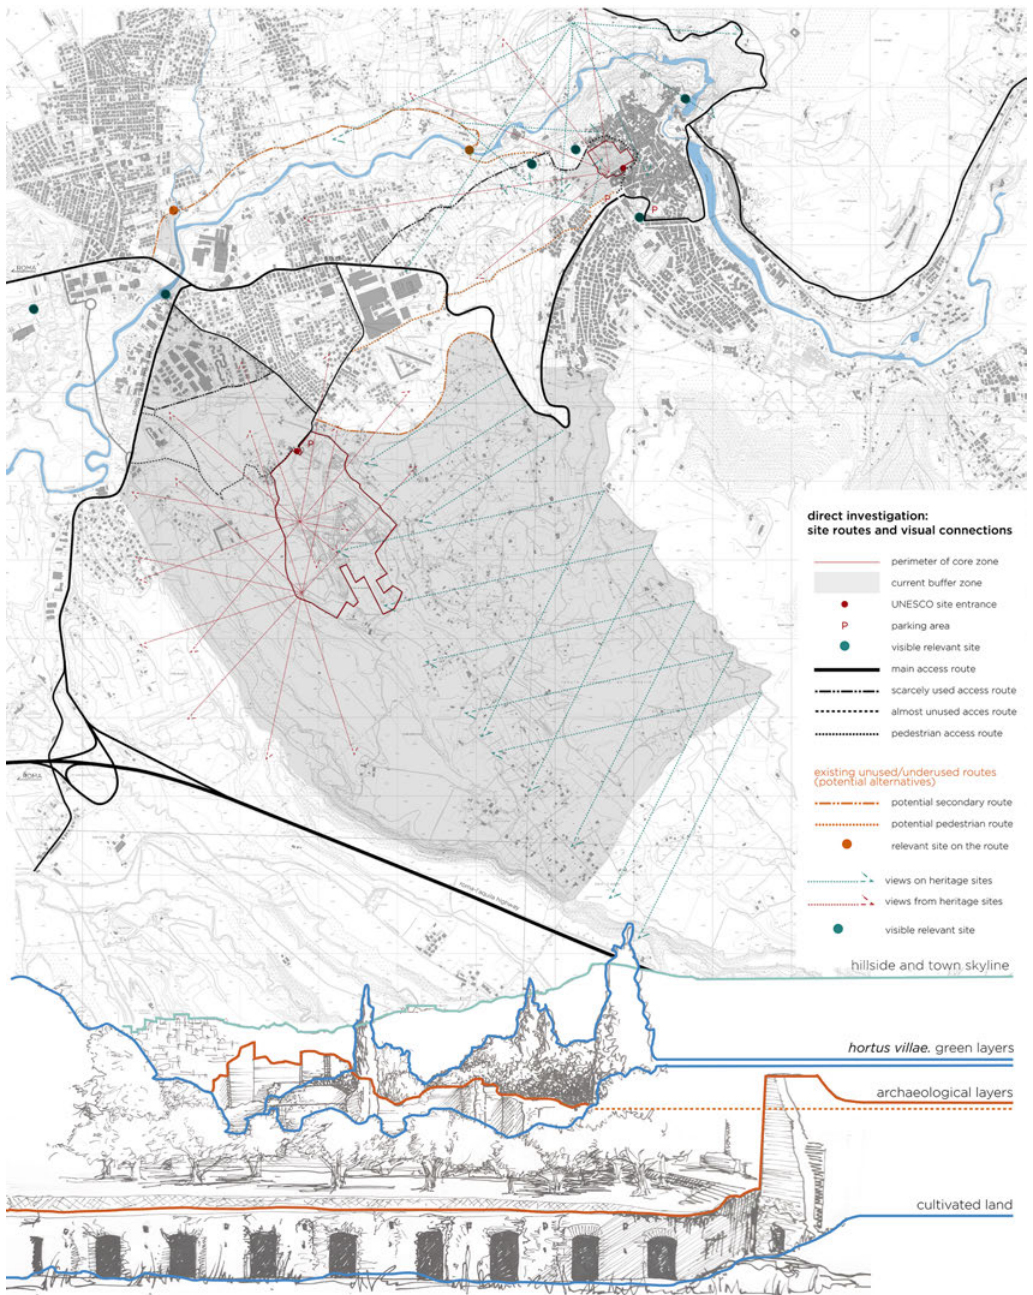 ROMA
P
P
P
ROMA
roma-l'aquila highway
direct investigation:
site routes and visual connections
perimeter of core zone
current buffer zone
UNESCO site entrance
P
parking area
visible relevant site
main access route
scarcely used access route
almost unused acces route
pedestrian access route
existing unused/underused routes
(potential alternatives)
potential secondary route
potential pedestrian route
relevant site on the route
views on heritage sites
views from heritage sites
visible relevant site
hillside and town skyline
hortus villae. green layers
archaeological layers
cultivated land